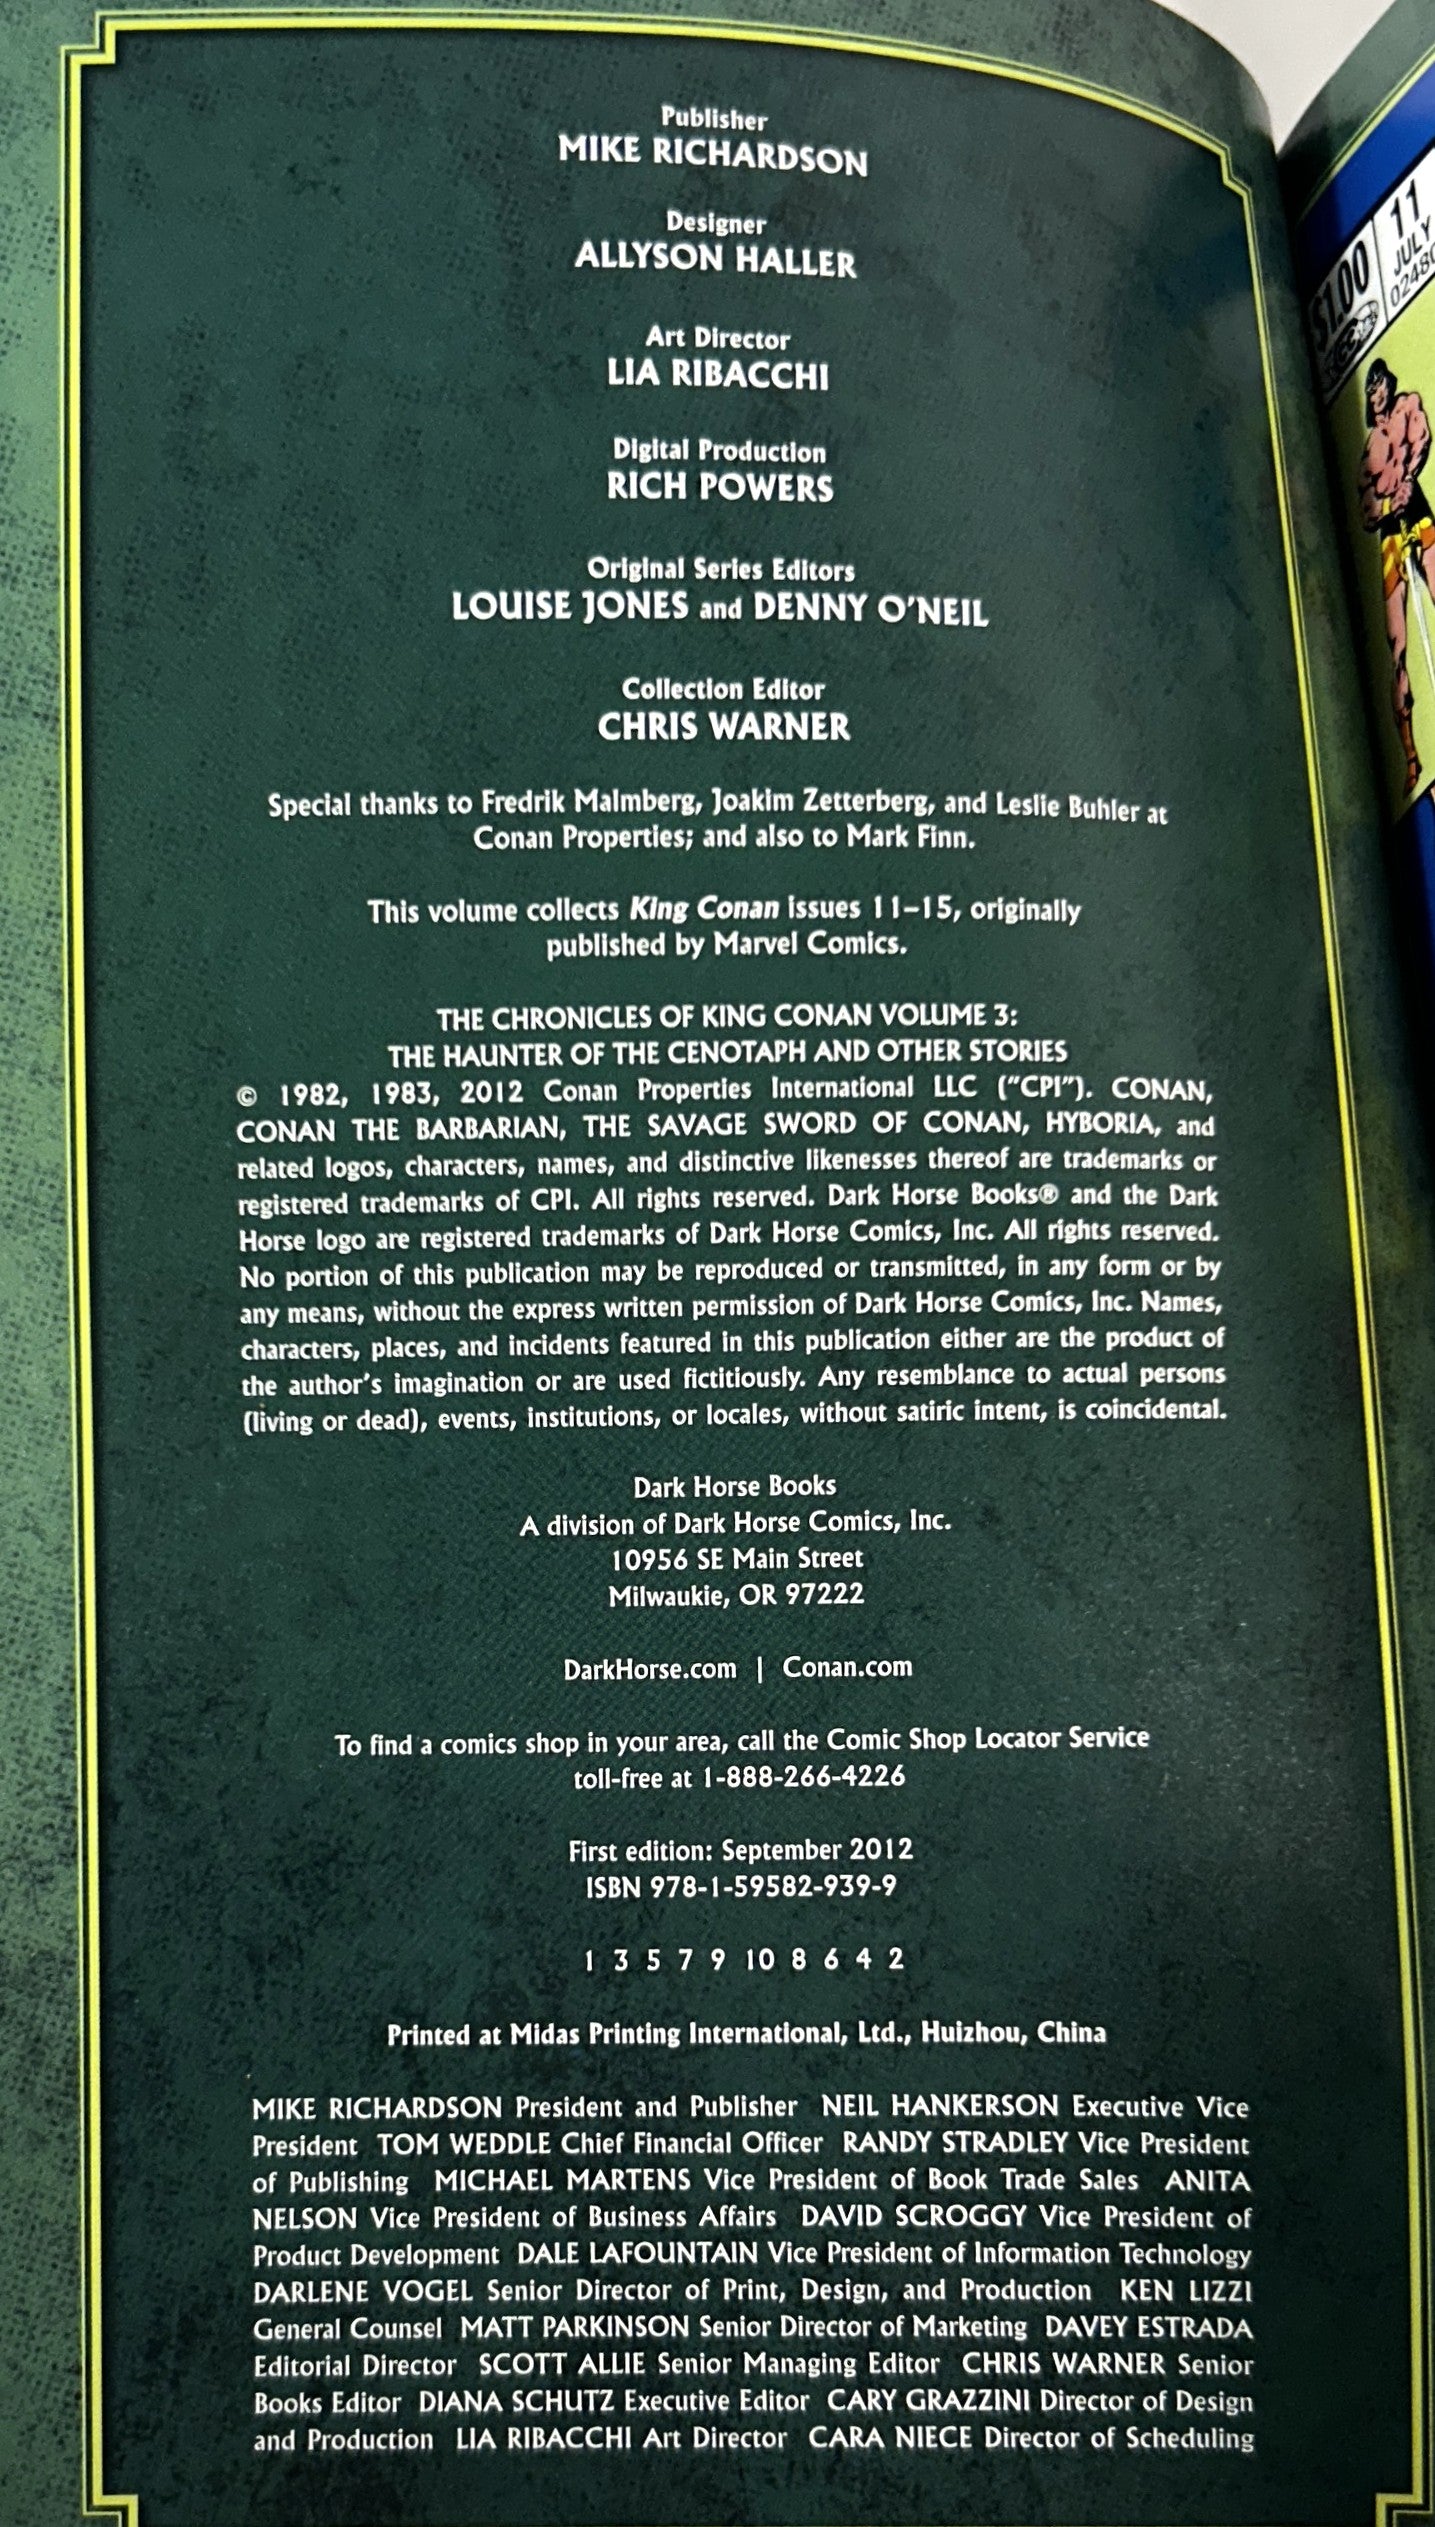 Publisher
MIKE RICHARDSON
Designer
ALLYSON HALLER
Art Director
LIA RIBACCHI
Digital Production
RICH POWERS
Original Series Editors
LOUISE JONES and DENNY O'NEIL
Collection Editor
CHRIS WARNER
Special thanks to Fredrik Malmberg, Joakim Zetterberg, and Leslie Buhler at
Conan Properties; and also to Mark Finn.
This volume collects King Conan issues 11–15, originally
published by Marvel Comics.
THE CHRONICLES OF KING CONAN VOLUME 3:
THE HAUNTER OF THE CENOTAPH AND OTHER STORIES
© 1982, 1983, 2012 Conan Properties International LLC ("CPI"). CONAN,
CONAN THE BARBARIAN, THE SAVAGE SWORD OF CONAN, HYBORIA, and
related logos, characters, names, and distinctive likenesses thereof are trademarks or
registered trademarks of CPI. All rights reserved. Dark Horse Books® and the Dark
Horse logo are registered trademarks of Dark Horse Comics, Inc. All rights reserved.
No portion of this publication may be reproduced or transmitted, in any form or by
any means, without the express written permission of Dark Horse Comics, Inc. Names,
characters, places, and incidents featured in this publication either are the product of
the author's imagination or are used fictitiously. Any resemblance to actual persons
(living or dead), events, institutions, or locales, without satiric intent, is coincidental.
Dark Horse Books
A division of Dark Horse Comics, Inc.
10956 SE Main Street
Milwaukie, OR 97222
DarkHorse.com | Conan.com
To find a comics shop in your area, call the Comic Shop Locator Service
toll-free at 1-888-266-4226
First edition: September 2012
ISBN 978-1-59582-939-9
1 3 5 7 9 10 8 6 4 2
Printed at Midas Printing International, Ltd., Huizhou, China
MIKE RICHARDSON President and Publisher NEIL HANKERSON Executive Vice
President TOM WEDDLE Chief Financial Officer RANDY STRADLEY Vice President
of Publishing MICHAEL MARTENS Vice President of Book Trade Sales ANITA
NELSON Vice President of Business Affairs DAVID SCROGGY Vice President of
Product Development DALE LAFOUNTAIN Vice President of Information Technology
DARLENE VOGEL Senior Director of Print, Design, and Production KEN LIZZI
General Counsel MATT PARKINSON Senior Director of Marketing DAVEY ESTRADA
Editorial Director SCOTT ALLIE Senior Managing Editor CHRIS WARNER Senior
Books Editor DIANA SCHUTZ Executive Editor CARY GRAZZINI Director of Design
and Production LIA RIBACCHI Art Director CARA NIECE Director of Scheduling
$1.00
11
JULY